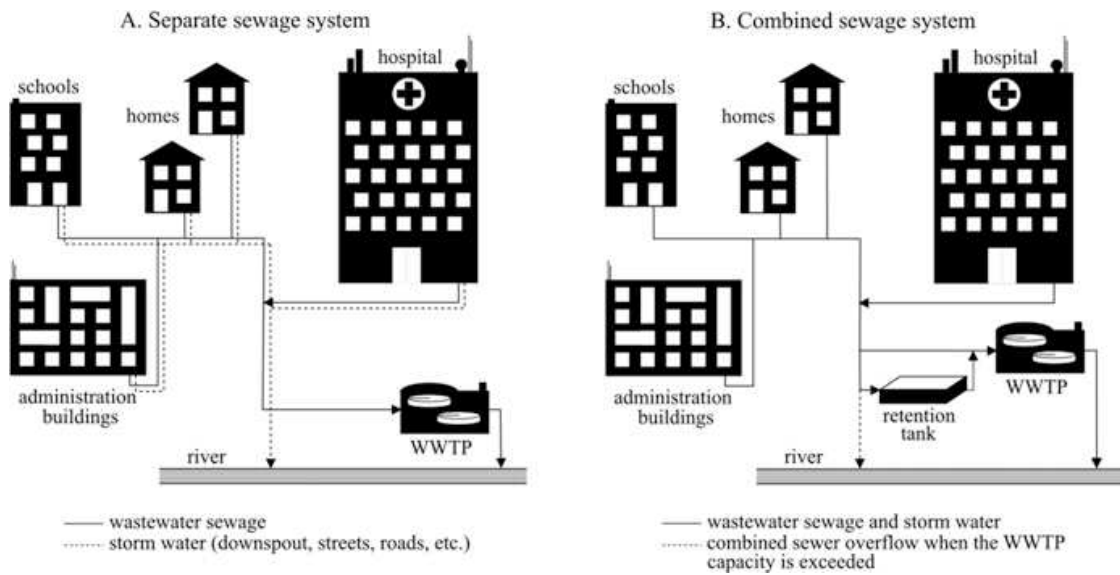 A. Separate sewage system
hospital
schools
homes
administration
buildings
WWTP
river
wastewater sewage
storm water (downspout, streets, roads, etc.)
B. Combined sewage system
hospital
schools
homes
administration
buildings
WWTP
retention
tank
river
wastewater sewage and storm water
combined sewer overflow when the WWTP
capacity is exceeded